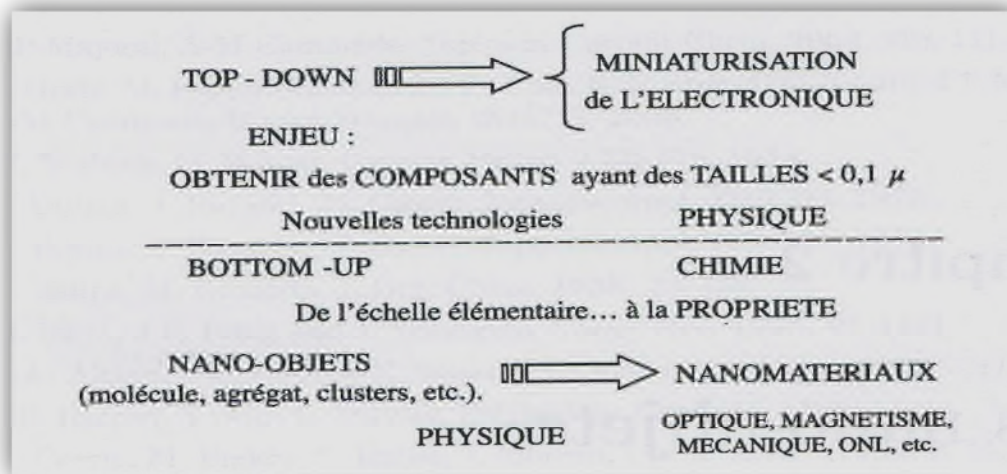 TOP - DOWN MINIATURISATION
de L'ELECTRONIQUE
ENJEU :
OBTENIR des COMPOSANTS ayant des TAILLES < 0,1 μ
Nouvelles technologies PHYSIQUE
BOTTOM -UP CHIMIE
De l'échelle élémentaire... à la PROPRIETE
NANO-OBJETS NANOMATERIAUX
(molécule, agrégat, clusters, etc.).
PHYSIQUE OPTIQUE, MAGNETISME,
MECANIQUE, ONL, etc.